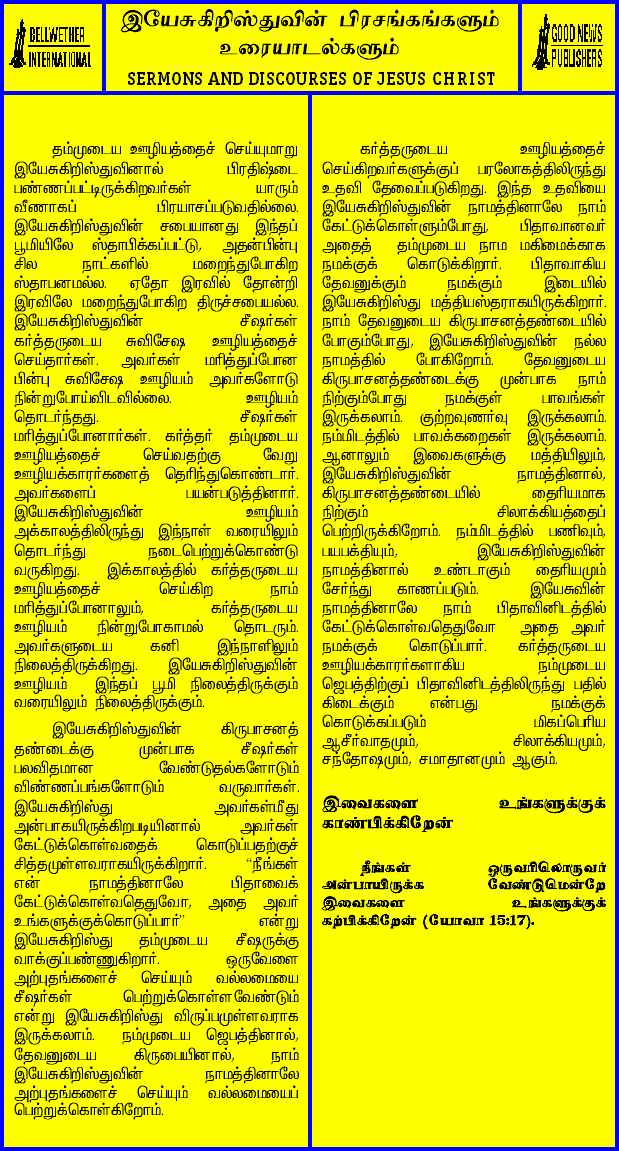 BELLWETHER
INTERNATIONAL
இயேசுகிறிஸ்துவின் பிரசங்கங்களும்
உரையாடல்களும்
SERMONS AND DISCOURSES OF JESUS CHRIST
GOOD NEWS
PUBLISHERS
தம்முடைய ஊழியத்தைச் செய்யுமாறு
இயேசுகிறிஸ்துவினால் பிரதிஷ்டை
பண்ணப்பட்டிருக்கிறவர்கள் யாரும்
வீணாகப் பிரயாசப்படுவதில்லை.
இயேசுகிறிஸ்துவின் சபையானது இந்தப்
பூமியிலே ஸ்தாபிக்கப்பட்டு, அதன்பின்பு
சில நாட்களில் மறைந்துபோகிற
ஸ்தாபனமல்ல. ஏதோ இரவில் தோன்றி
இரவிலே மறைந்துபோகிற திருச்சபையல்ல.
இயேசுகிறிஸ்துவின் சீஷர்கள்
கர்த்தருடைய சுவிசேஷ ஊழியத்தைச்
செய்தார்கள். அவர்கள் மரித்துப்போன
பின்பு சுவிசேஷ ஊழியம் அவர்களோடு
நின்றுபோய்விடவில்லை. ஊழியம்
தொடர்ந்தது. சீஷர்கள்
மரித்துப்போனார்கள். கர்த்தர் தம்முடைய
ஊழியத்தைச் செய்வதற்கு வேறு
ஊழியக்காரர்களைத் தெரிந்துகொண்டார்.
அவர்களைப் பயன்படுத்தினார்.
இயேசுகிறிஸ்துவின் ஊழியம்
அக்காலத்திலிருந்து இந்நாள் வரையிலும்
தொடர்ந்து நடைபெற்றுக்கொண்டு
வருகிறது. இக்காலத்தில் கர்த்தருடைய
ஊழியத்தைச் செய்கிற நாம்
மரித்துப்போனாலும், கர்த்தருடைய
ஊழியம் நின்றுபோகாமல் தொடரும்.
அவர்களுடைய கனி இந்நாளிலும்
நிலைத்திருக்கிறது. இயேசுகிறிஸ்துவின்
ஊழியம் இந்தப் பூமி நிலைத்திருக்கும்
வரையிலும் நிலைத்திருக்கும்.
இயேசுகிறிஸ்துவின் கிருபாசனத்
தண்டைக்கு முன்பாக சீஷர்கள்
பலவிதமான வேண்டுதல்களோடும்
விண்ணப்பங்களோடும் வருவார்கள்.
இயேசுகிறிஸ்து அவர்கள்மீது
அன்பாகயிருக்கிறபடியினால் அவர்கள்
கேட்டுக்கொள்வதைக் கொடுப்பதற்குச்
சித்தமுள்ளவராகயிருக்கிறார். “நீங்கள்
என் நாமத்தினாலே பிதாவைக்
கேட்டுக்கொள்வதெதுவோ, அதை அவர்
உங்களுக்குக்கொடுப்பார்” என்று
இயேசுகிறிஸ்து தம்முடைய சீஷருக்கு
வாக்குப்பண்ணுகிறார். ஒருவேளை
அற்புதங்களைச் செய்யும் வல்லமையை
சீஷர்கள் பெற்றுக்கொள்ளவேண்டும்
என்று இயேசுகிறிஸ்து விருப்பமுள்ளவராக
இருக்கலாம். நம்முடைய ஜெபத்தினால்,
தேவனுடைய கிருபையினால், நாம்
இயேசுகிறிஸ்துவின் நாமத்தினாலே
அற்புதங்களைச் செய்யும் வல்லமையைப்
பெற்றுக்கொள்கிறோம்.
கர்த்தருடைய ஊழியத்தைச்
செய்கிறவர்களுக்குப் பரலோகத்திலிருந்து
உதவி தேவைப்படுகிறது. இந்த உதவியை
இயேசுகிறிஸ்துவின் நாமத்தினாலே நாம்
கேட்டுக்கொள்ளும்போது, பிதாவானவர்
அதைத் தம்முடைய நாம மகிமைக்காக
நமக்குக் கொடுக்கிறார். பிதாவாகிய
தேவனுக்கும் நமக்கும் இடையில்
இயேசுகிறிஸ்து மத்தியஸ்தராகயிருக்கிறார்.
நாம் தேவனுடைய கிருபாசனத்தண்டையில்
போகும்போது, இயேசுகிறிஸ்துவின் நல்ல
நாமத்தில் போகிறோம். தேவனுடைய
கிருபாசனத்தண்டைக்கு முன்பாக நாம்
நிற்கும்போது நமக்குள் பாவங்கள்
இருக்கலாம். குற்றவுணர்வு இருக்கலாம்.
நம்மிடத்தில் பாவக்கறைகள் இருக்கலாம்.
ஆனாலும் இவைகளுக்கு மத்தியிலும்,
இயேசுகிறிஸ்துவின் நாமத்தினால்,
கிருபாசனத்தண்டையில் தைரியமாக
நிற்கும் சிலாக்கியத்தைப்
பெற்றிருக்கிறோம். நம்மிடத்தில் பணிவும்,
பயபக்தியும், இயேசுகிறிஸ்துவின்
நாமத்தினால் உண்டாகும் தைரியமும்
சேர்ந்து காணப்படும். இயேசுவின்
நாமத்தினாலே நாம் பிதாவினிடத்தில்
கேட்டுக்கொள்வதெதுவோ அதை அவர்
நமக்குக் கொடுப்பார். கர்த்தருடைய
ஊழியக்காரர்களாகிய நம்முடைய
ஜெபத்திற்குப் பிதாவினிடத்திலிருந்து பதில்
கிடைக்கும் என்பது நமக்குக்
கொடுக்கப்படும் மிகப்பெரிய
ஆசீர்வாதமும், சிலாக்கியமும்,
சந்தோஷமும், சமாதானமும் ஆகும்.
இவைகளை உங்களுக்குக்
காண்பிக்கிறேன்
நீங்கள் ஒருவரிலொருவர்
அன்பாயிருக்க வேண்டுமென்றே
இவைகளை உங்களுக்குக்
கற்பிக்கிறேன் (யோவா 15:17).